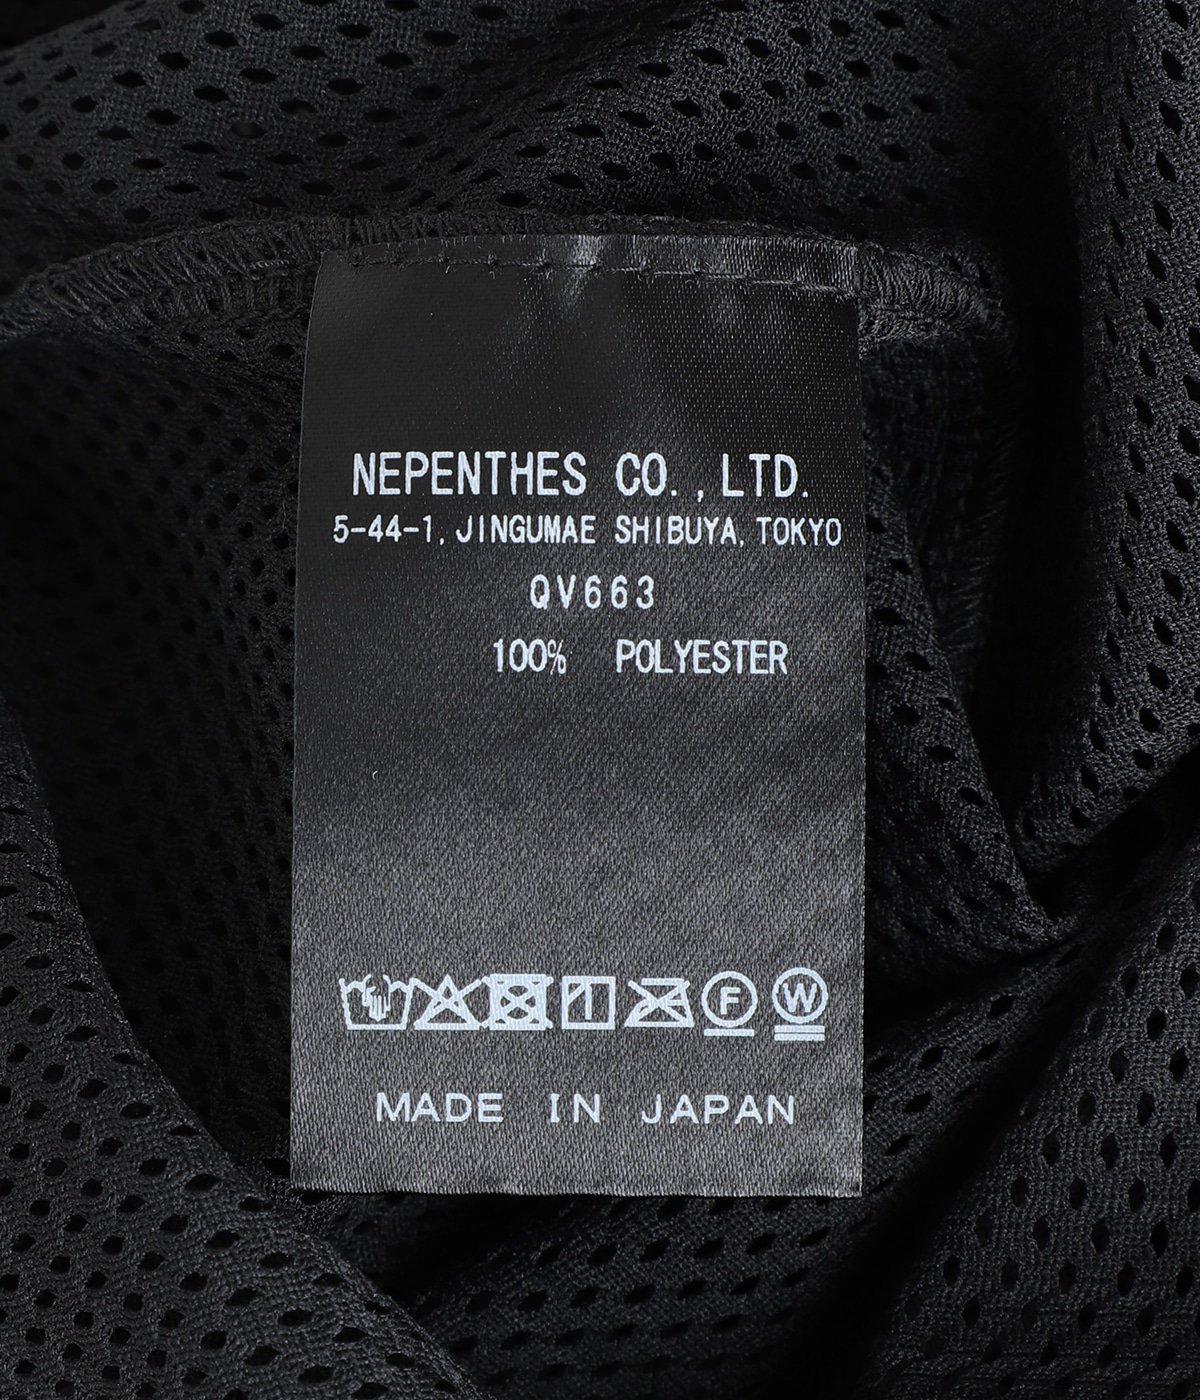 NEPENTHES CO.,LTD.
5-44-1, JINGUMAE SHIBUYA, TOKYO
QV663
100% POLYESTER
F W
MADE IN JAPAN